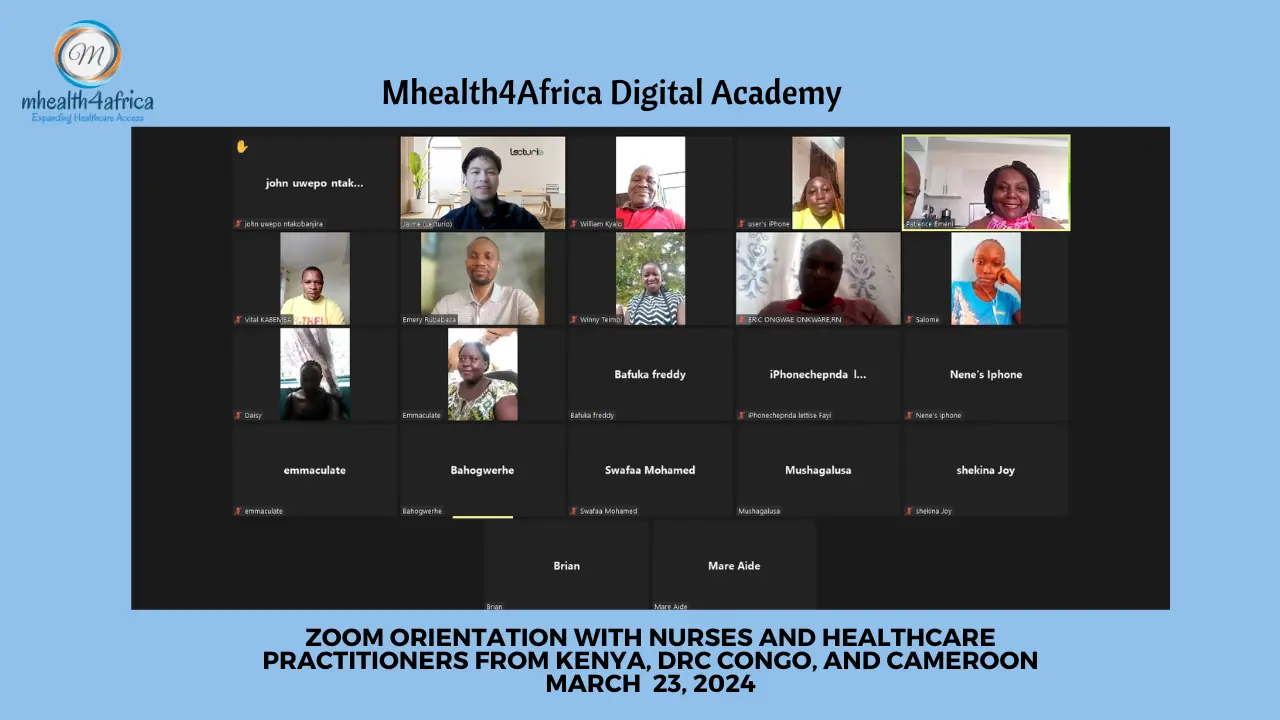 M
mhealth4africa
Expanding Healthcare Access
Mhealth4Africa Digital Academy
john uwepo ntak...
john uwepo ntakobanjira
Lecturio
Jaime (Lecturio)
William Kyalo
user's iPhone
Patience Emeni
Vital KABEMBA
Emery Rubabaza
Winny Teimoi
ERIC ONGWAE ONKWARE,RN
Salome
Daisy
Emmaculate
Bafuka freddy
Bafuka freddy
iPhonechepnda l...
iPhonechepnda lettise Fayi
Nene's Iphone
Nene's Iphone
emmaculate
emmaculate
Bahogwerhe
Bahogwerhe
Swafaa Mohamed
Swafaa Mohamed
Mushagalusa
Mushagalusa
shekina Joy
shekina Joy
Brian
Brian
Mare Aide
Mare Aide
ZOOM ORIENTATION WITH NURSES AND HEALTHCARE
PRACTITIONERS FROM KENYA, DRC CONGO, AND CAMEROON
MARCH 23, 2024